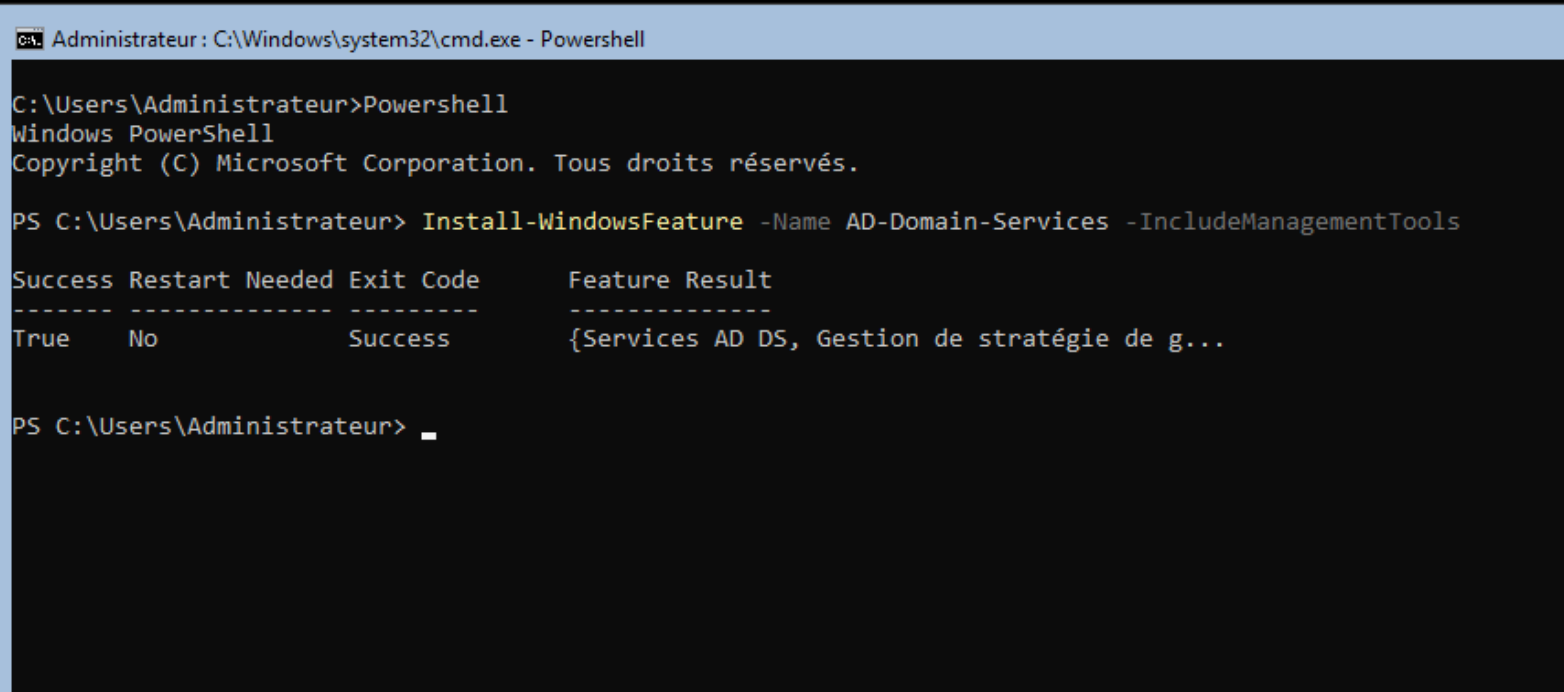 Administrateur : C:\Windows\system32\cmd.exe - Powershell
C:\Users\Administrateur>Powershell
Windows PowerShell
Copyright (C) Microsoft Corporation. Tous droits réservés.
PS C:\Users\Administrateur> Install-WindowsFeature -Name AD-Domain-Services -IncludeManagementTools
Success Restart Needed Exit Code      Feature Result
------- -------------- ---------      --------------
True    No             Success        {Services AD DS, Gestion de stratégie de g...
PS C:\Users\Administrateur>